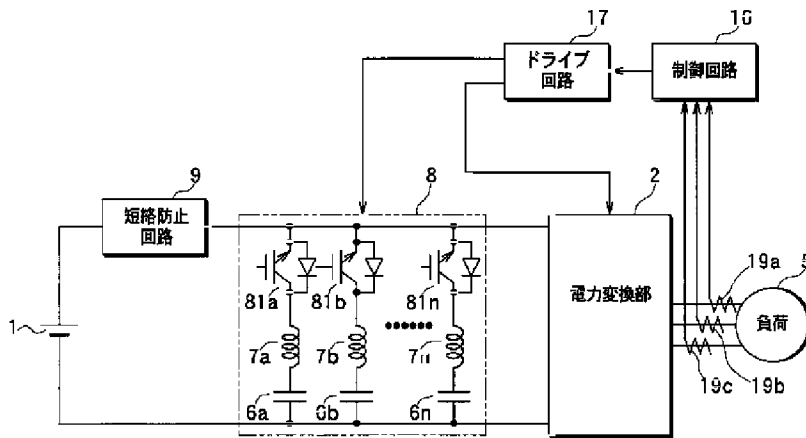 17
ドライブ
回路
16
制御回路
9
短絡防止
回路
8
2
電力変換部
81a
81b
81n
7a
7b
7n
6a
6b
6n
1
19a
5
負荷
19b
19c